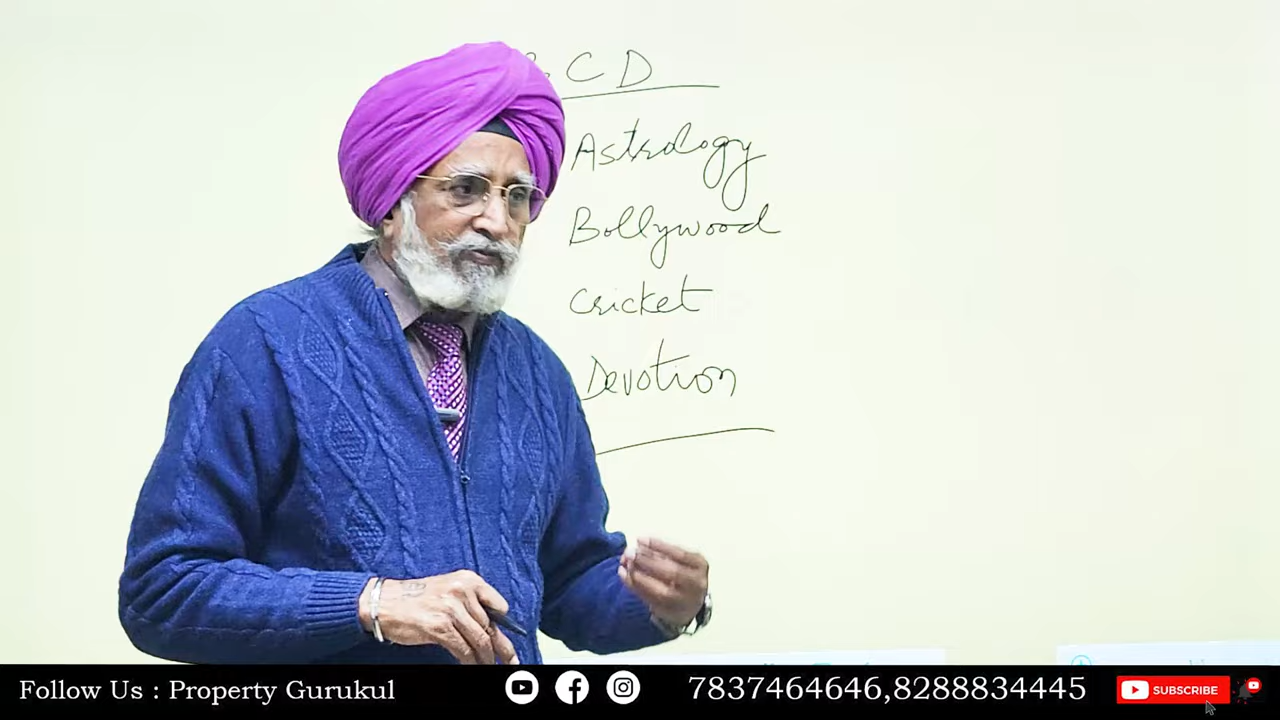 C D
Astrology
Bollywood
Cricket
Devotion
Follow Us : Property Gurukul
7837464646,8288834445
SUBSCRIBE